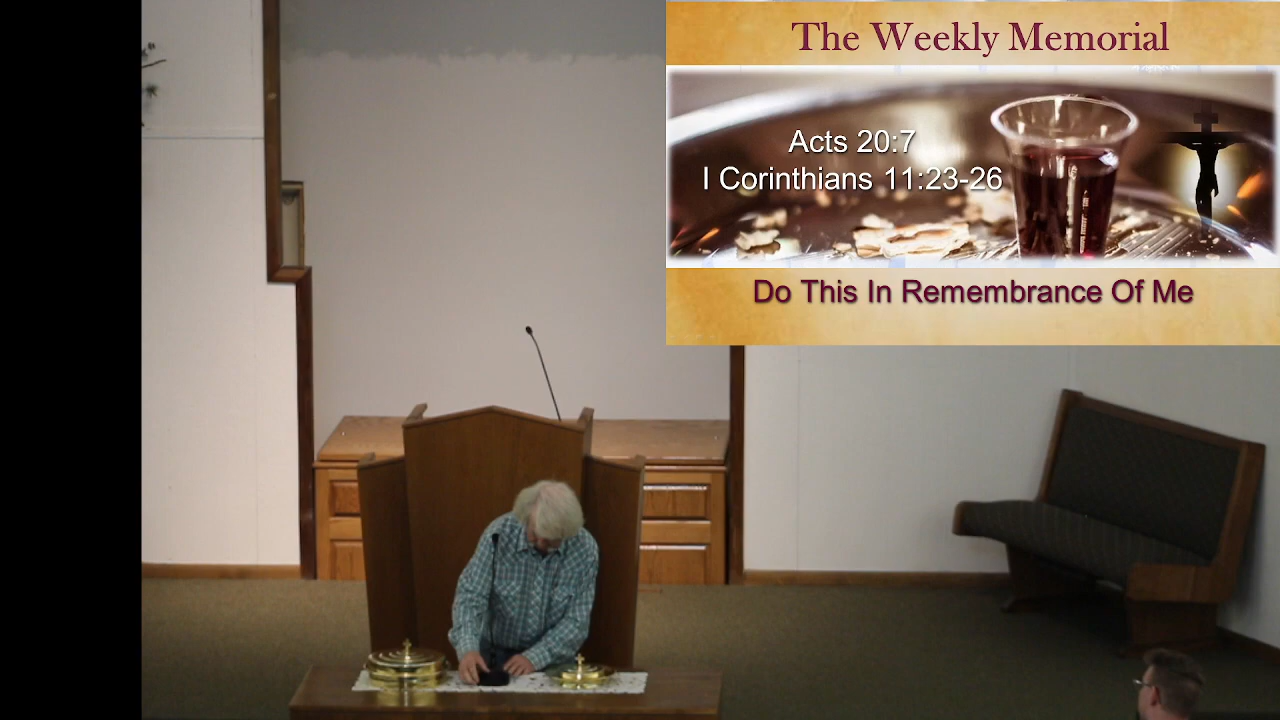 The Weekly Memorial
Acts 20:7
I Corinthians 11:23-26
Do This In Remembrance Of Me